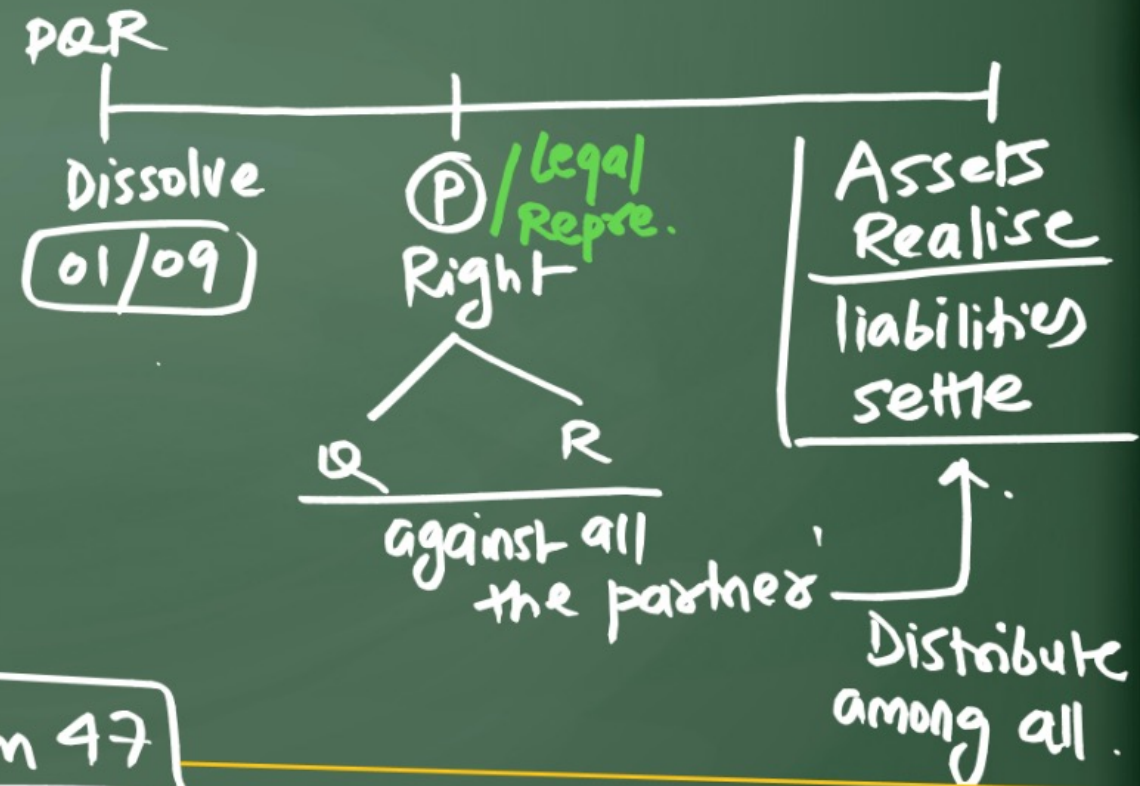 PQR
Dissolve
01/09
P / Legal
Repre.
Right
Q R
against all
the partner
Assets
Realise
liabilities
settle
Distribute
among all.
n 47